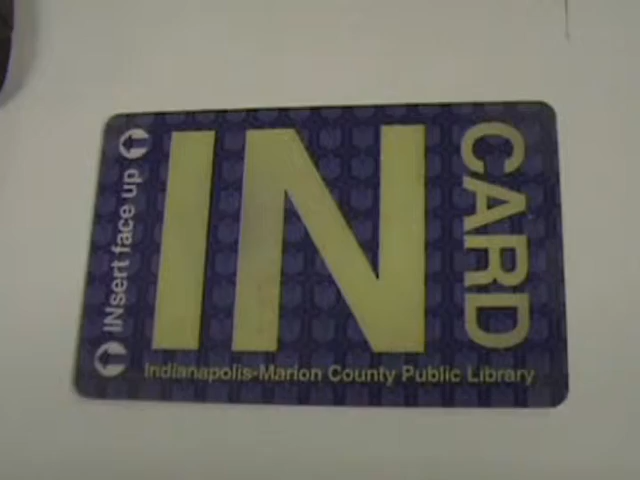 INsert face up
IN
CARD
Indianapolis-Marion County Public Library